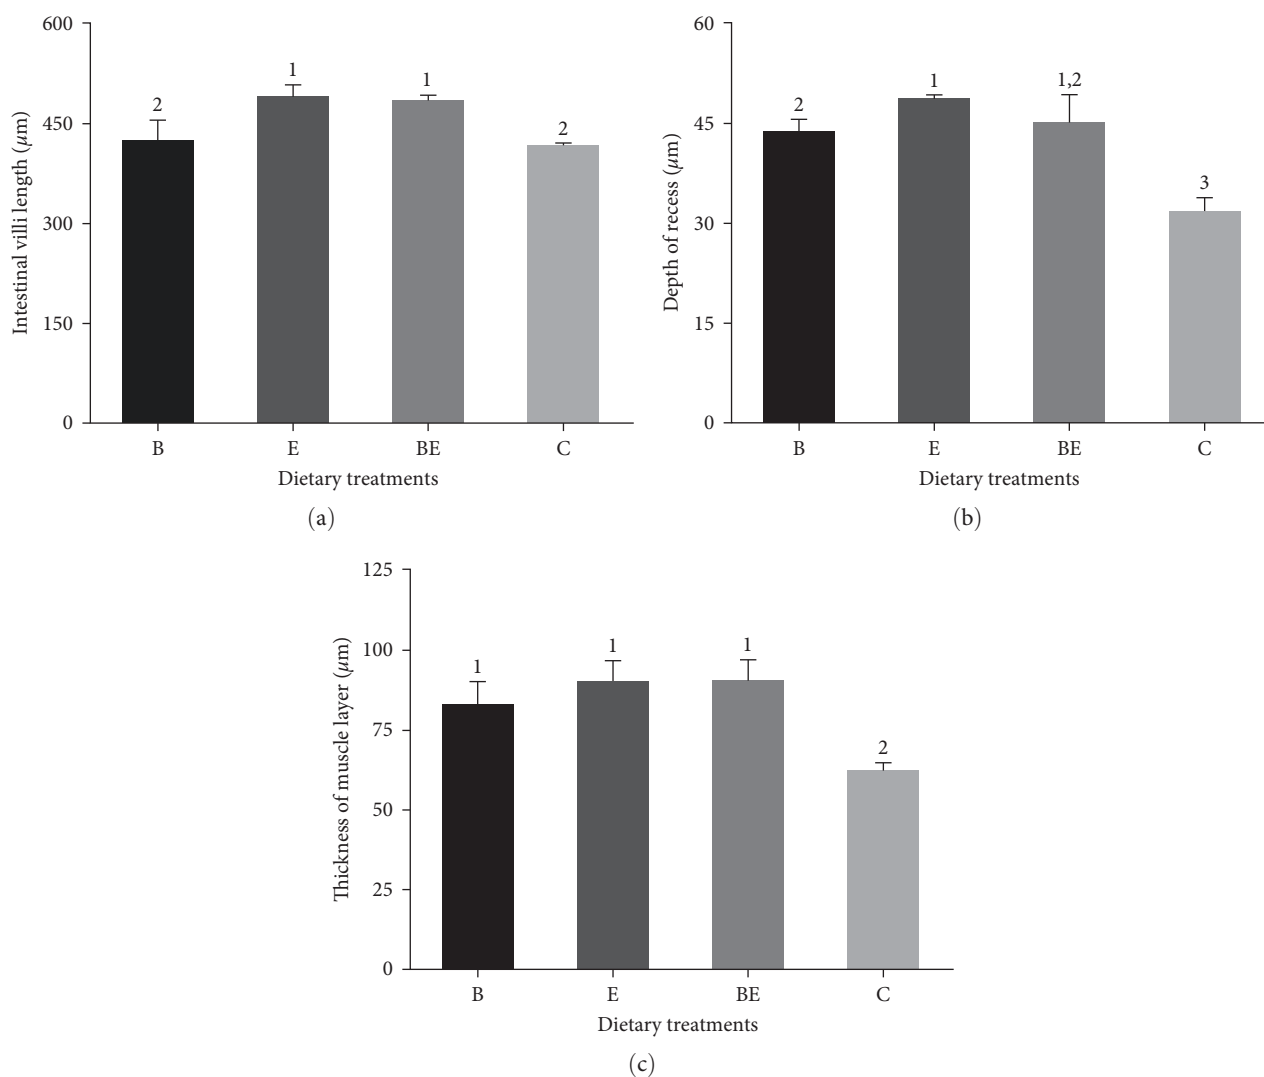 600
450
300
150
0
Intestinal villi length (μm)
2
1
1
2
B E BE C
Dietary treatments
(a)
60
45
30
15
0
Depth of recess (μm)
2
1
1,2
3
B E BE C
Dietary treatments
(b)
125
100
75
50
25
0
Thickness of muscle layer (μm)
1
1
1
2
B E BE C
Dietary treatments
(c)